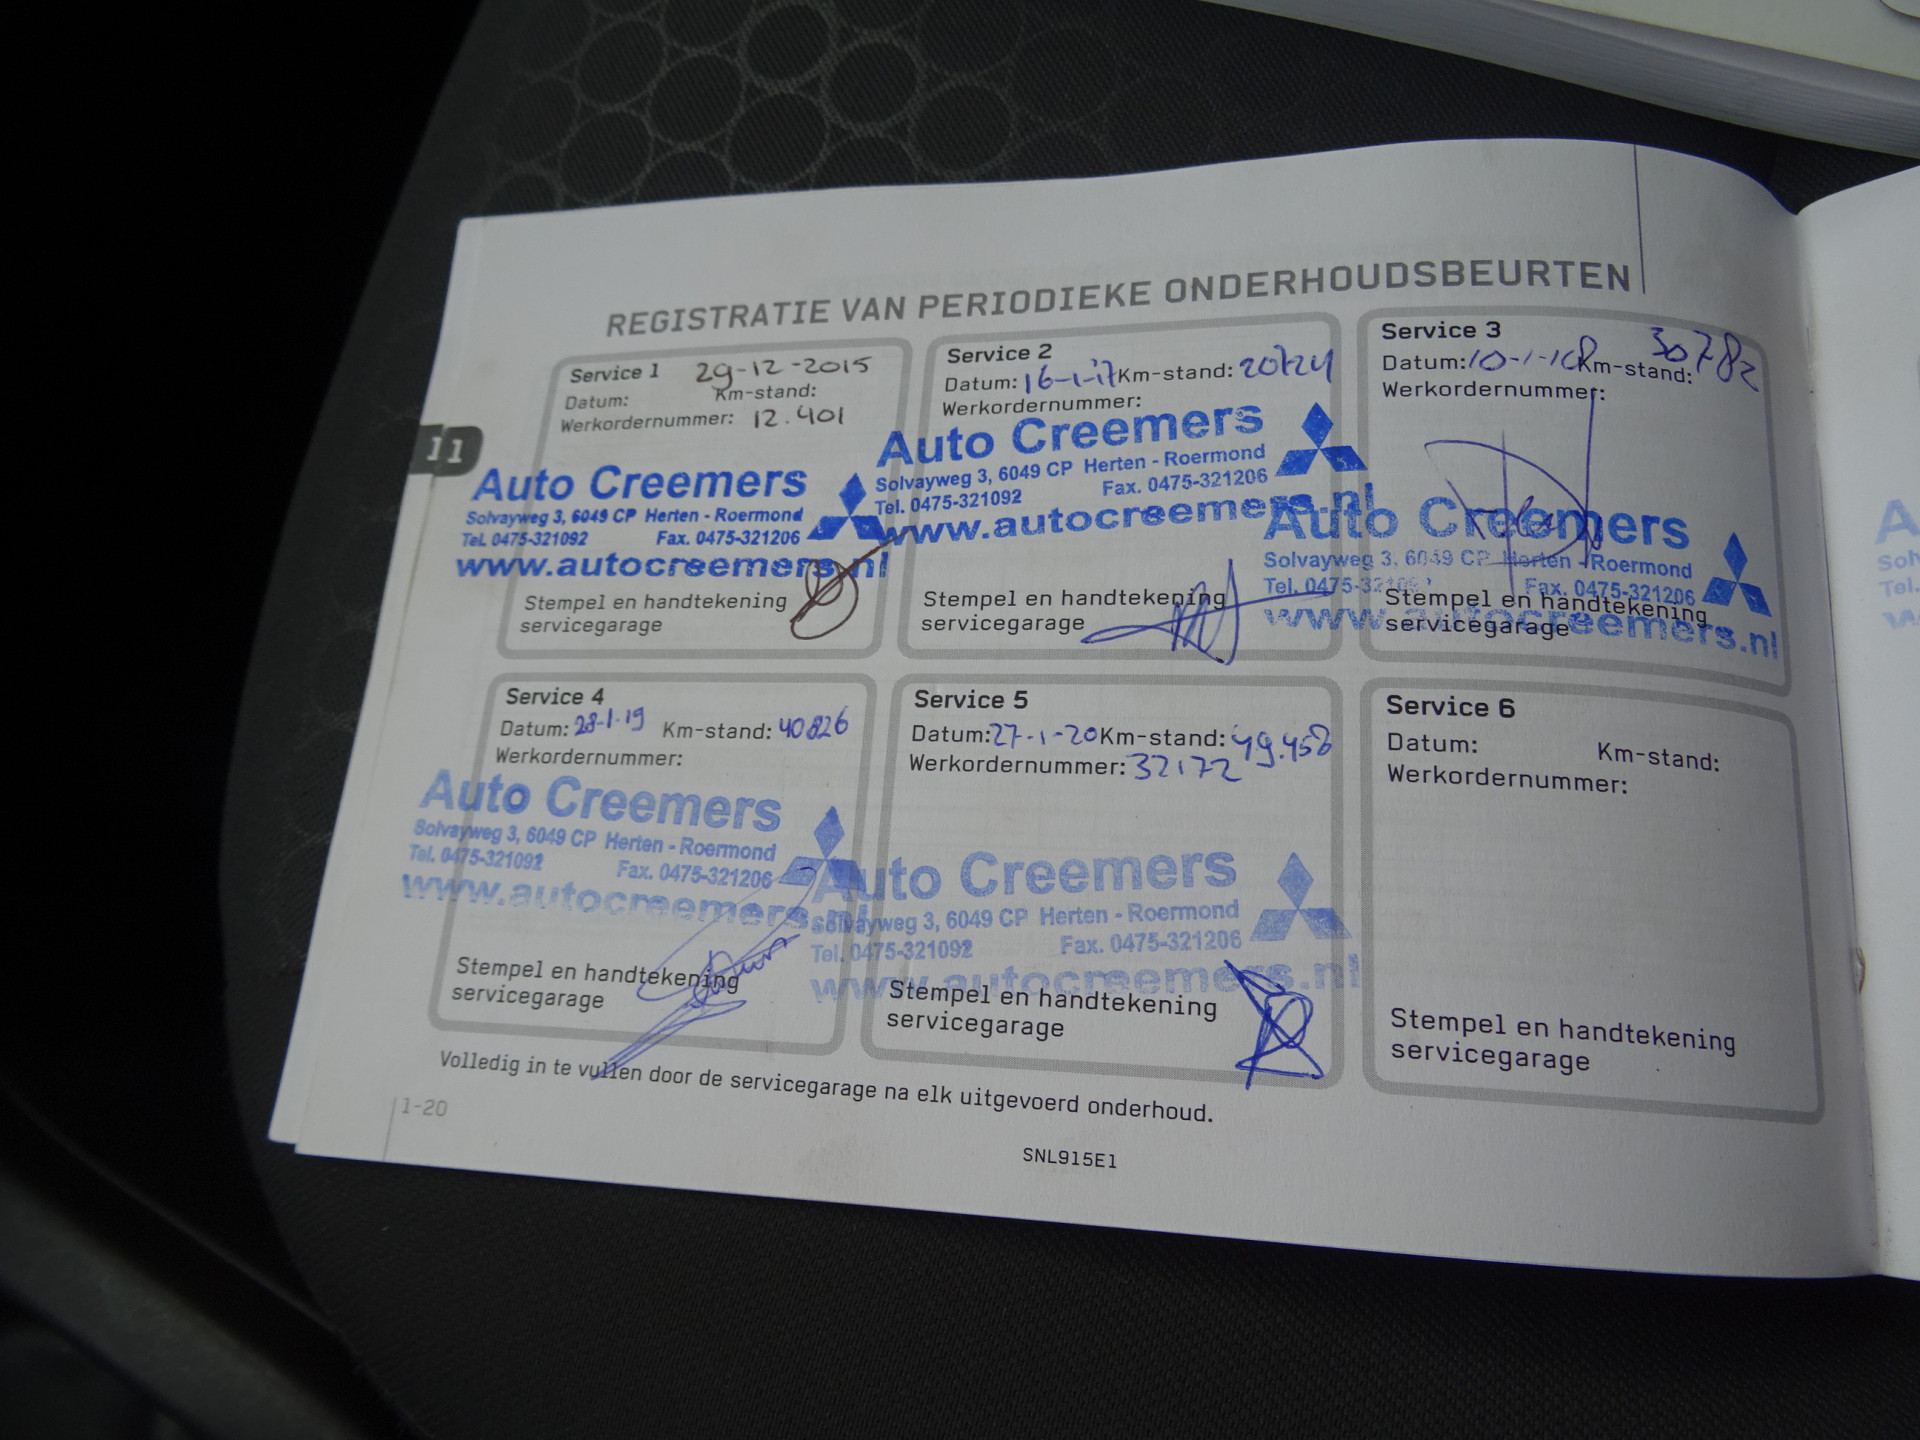 REGISTRATIE VAN PERIODIEKE ONDERHOUDSBEURTEN
11
Service 1 29-12-2015
Datum: Km-stand:
Werkordernummer: 12.401
Auto Creemers
Solvayweg 3, 6049 CP Herten - Roermond
Tel. 0475-321092 Fax. 0475-321206
www.autocreemers.nl
Stempel en handtekening
servicegarage
Service 2
Datum: 16-1-17 Km-stand: 20724
Werkordernummer:
Auto Creemers
Solvayweg 3, 6049 CP Herten - Roermond
Tel. 0475-321092 Fax. 0475-321206
www.autocreemers.nl
Stempel en handtekening
servicegarage
Service 3
Datum: 10-1-18 Km-stand: 30782
Werkordernummer:
Auto Creemers
Solvayweg 3, 6049 CP Herten - Roermond
Tel. 0475-321092 Fax. 0475-321206
www.autocreemers.nl
Stempel en handtekening
servicegarage
Service 4
Datum: 28-1-19 Km-stand: 40826
Werkordernummer:
Auto Creemers
Solvayweg 3, 6049 CP Herten - Roermond
Tel. 0475-321092 Fax. 0475-321206
www.autocreemers.nl
Stempel en handtekening
servicegarage
Service 5
Datum: 27-1-20 Km-stand: 49.458
Werkordernummer: 32172
Auto Creemers
Solvayweg 3, 6049 CP Herten - Roermond
Tel. 0475-321092 Fax. 0475-321206
www.autocreemers.nl
Stempel en handtekening
servicegarage
Service 6
Datum: Km-stand:
Werkordernummer:
Stempel en handtekening
servicegarage
Volledig in te vullen door de servicegarage na elk uitgevoerd onderhoud.
1-20
SNL915E1